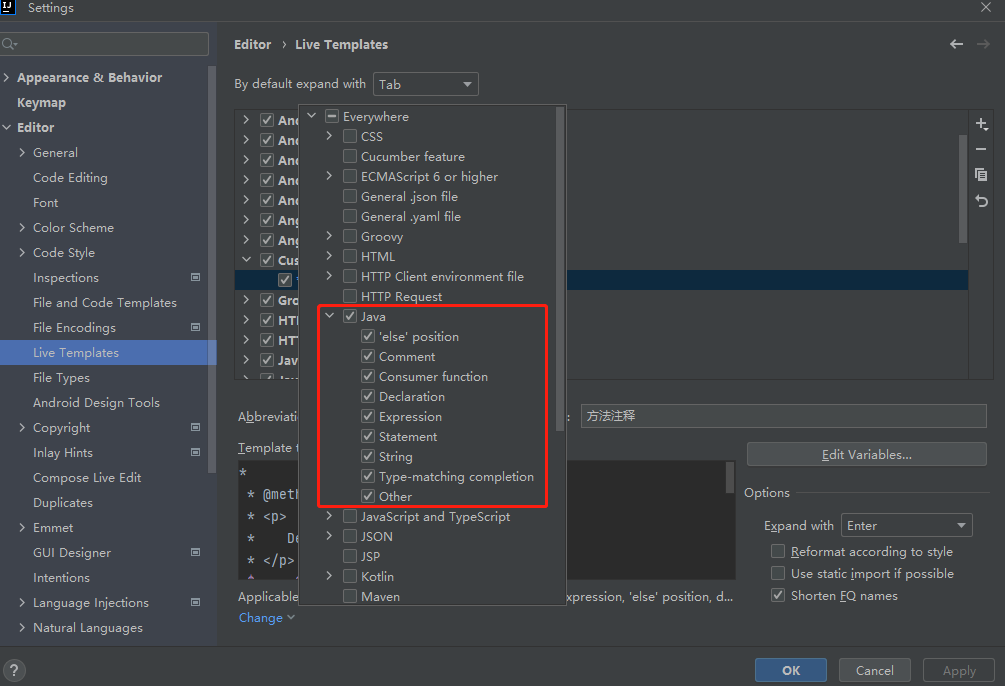 Settings
Editor › Live Templates
Appearance & Behavior
Keymap
Editor
General
Code Editing
Font
Color Scheme
Code Style
Inspections
File and Code Templates
File Encodings
Live Templates
File Types
Android Design Tools
Copyright
Inlay Hints
Compose Live Edit
Duplicates
Emmet
GUI Designer
Intentions
Language Injections
Natural Languages
By default expand with Tab
And
And
And
And
And
Ang
Ang
Cus
*
Gro
HTT
Jav
Everywhere
CSS
Cucumber feature
ECMAScript 6 or higher
General .json file
General .yaml file
Groovy
HTML
HTTP Client environment file
HTTP Request
Java
'else' position
Comment
Consumer function
Declaration
Expression
Statement
String
Type-matching completion
Other
JavaScript and TypeScript
JSON
JSP
Kotlin
Maven
Abbreviati
: 方法注释
Template t
*
* @meth
* <p>
* De
* </p>
Edit Variables...
Options
Expand with Enter
Reformat according to style
Use static import if possible
Shorten FQ names
Applicable
xpression, 'else' position, d...
Change
?
OK
Cancel
Apply